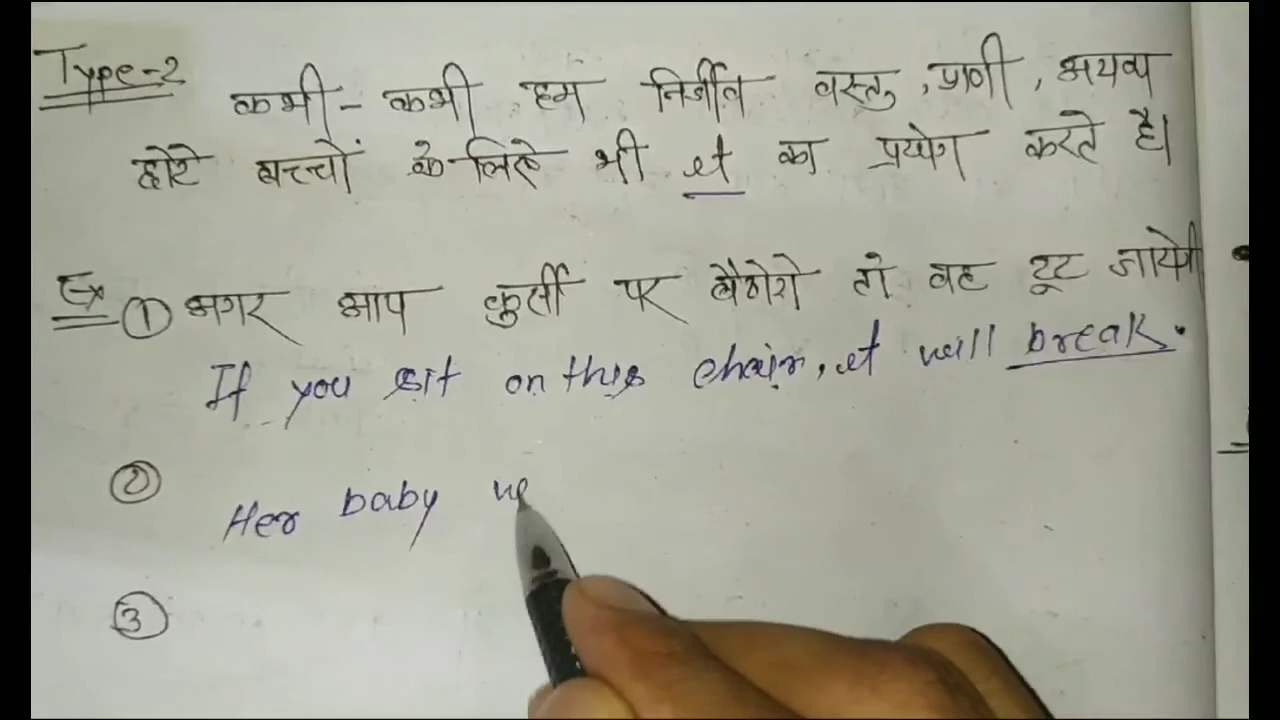 Type-2
कभी - कभी हम निर्जीव वस्तु, प्राणी, अथवा
छोटे बच्चों के लिए भी it का प्रयोग करते है।
Ex ① अगर आप कुर्सी पर बैठोगे तो वह टूट जायेगी
If you sit on this chair, it will break.
②
Her baby
③